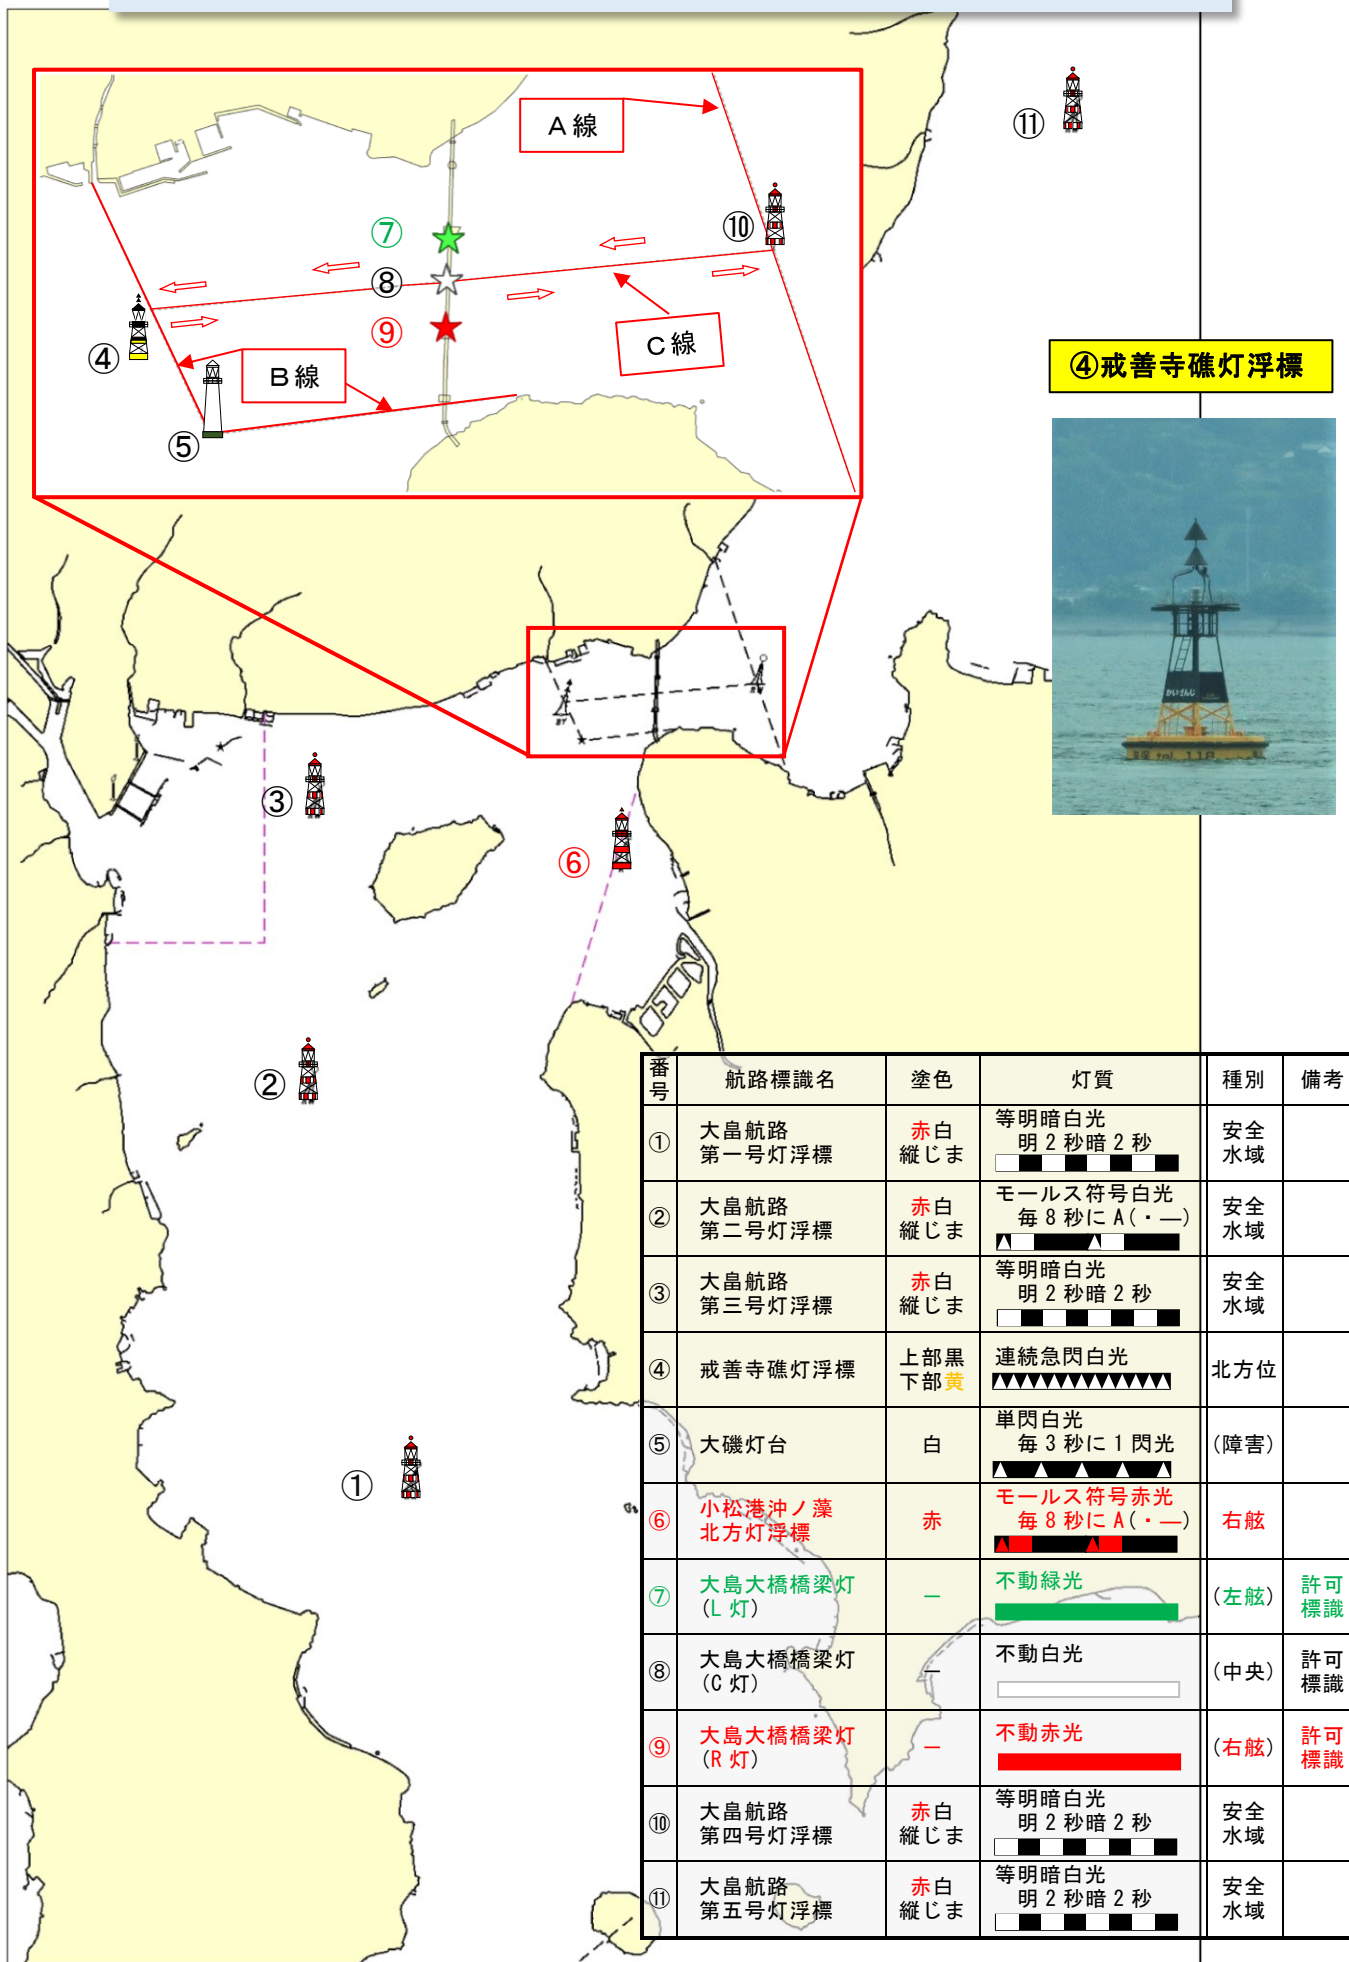 ⑪
A線
⑦
⑩
⑧
⑨
C線
④
B線
⑤
④戒善寺礁灯浮標
かいぜんじ
③
⑥
②
①
番号 航路標識名 塗色 灯質 種別 備考
① 大畠航路 第一号灯浮標 赤白 縦じま 等明暗白光 明2秒暗2秒 安全水域
② 大畠航路 第二号灯浮標 赤白 縦じま モールス符号白光 毎8秒にA(・―) 安全水域
③ 大畠航路 第三号灯浮標 赤白 縦じま 等明暗白光 明2秒暗2秒 安全水域
④ 戒善寺礁灯浮標 上部黒 下部黄 連続急閃白光 北方位
⑤ 大磯灯台 白 単閃白光 毎3秒に1閃光 (障害)
⑥ 小松港沖ノ藻 北方灯浮標 赤 モールス符号赤光 毎8秒にA(・―) 右舷
⑦ 大島大橋橋梁灯 (L灯) － 不動緑光 (左舷) 許可標識
⑧ 大島大橋橋梁灯 (C灯) － 不動白光 (中央) 許可標識
⑨ 大島大橋橋梁灯 (R灯) － 不動赤光 (右舷) 許可標識
⑩ 大畠航路 第四号灯浮標 赤白 縦じま 等明暗白光 明2秒暗2秒 安全水域
⑪ 大畠航路 第五号灯浮標 赤白 縦じま 等明暗白光 明2秒暗2秒 安全水域